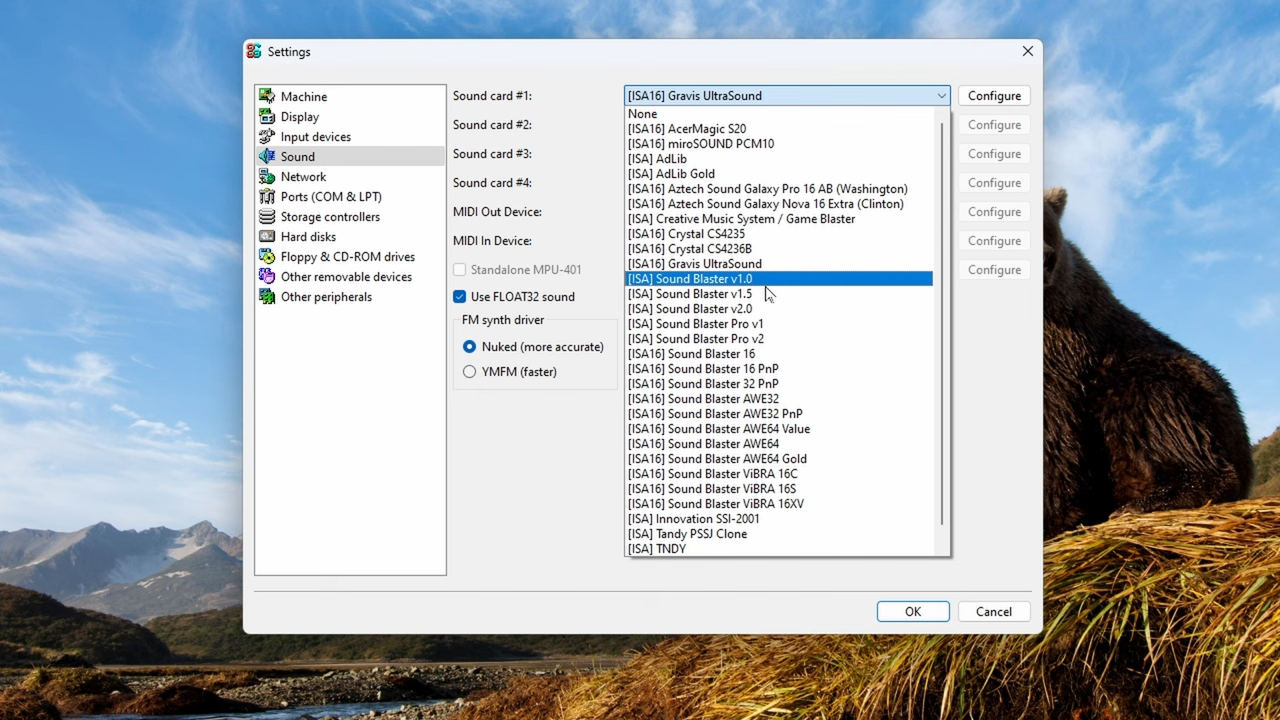 Settings
Machine
Display
Input devices
Sound
Network
Ports (COM & LPT)
Storage controllers
Hard disks
Floppy & CD-ROM drives
Other removable devices
Other peripherals
Sound card #1:
[ISA16] Gravis UltraSound
Configure
Sound card #2:
Configure
Sound card #3:
Configure
Sound card #4:
Configure
MIDI Out Device:
Configure
MIDI In Device:
Configure
Standalone MPU-401
Configure
Use FLOAT32 sound
FM synth driver
Nuked (more accurate)
YMFM (faster)
None
[ISA16] AcerMagic S20
[ISA16] miroSOUND PCM10
[ISA] AdLib
[ISA] AdLib Gold
[ISA16] Aztech Sound Galaxy Pro 16 AB (Washington)
[ISA16] Aztech Sound Galaxy Nova 16 Extra (Clinton)
[ISA] Creative Music System / Game Blaster
[ISA16] Crystal CS4235
[ISA16] Crystal CS4236B
[ISA16] Gravis UltraSound
[ISA] Sound Blaster v1.0
[ISA] Sound Blaster v1.5
[ISA] Sound Blaster v2.0
[ISA] Sound Blaster Pro v1
[ISA] Sound Blaster Pro v2
[ISA16] Sound Blaster 16
[ISA16] Sound Blaster 16 PnP
[ISA16] Sound Blaster 32 PnP
[ISA16] Sound Blaster AWE32
[ISA16] Sound Blaster AWE32 PnP
[ISA16] Sound Blaster AWE64 Value
[ISA16] Sound Blaster AWE64
[ISA16] Sound Blaster AWE64 Gold
[ISA16] Sound Blaster ViBRA 16C
[ISA16] Sound Blaster ViBRA 16S
[ISA16] Sound Blaster ViBRA 16XV
[ISA] Innovation SSI-2001
[ISA] Tandy PSSJ Clone
[ISA] TNDY
OK
Cancel